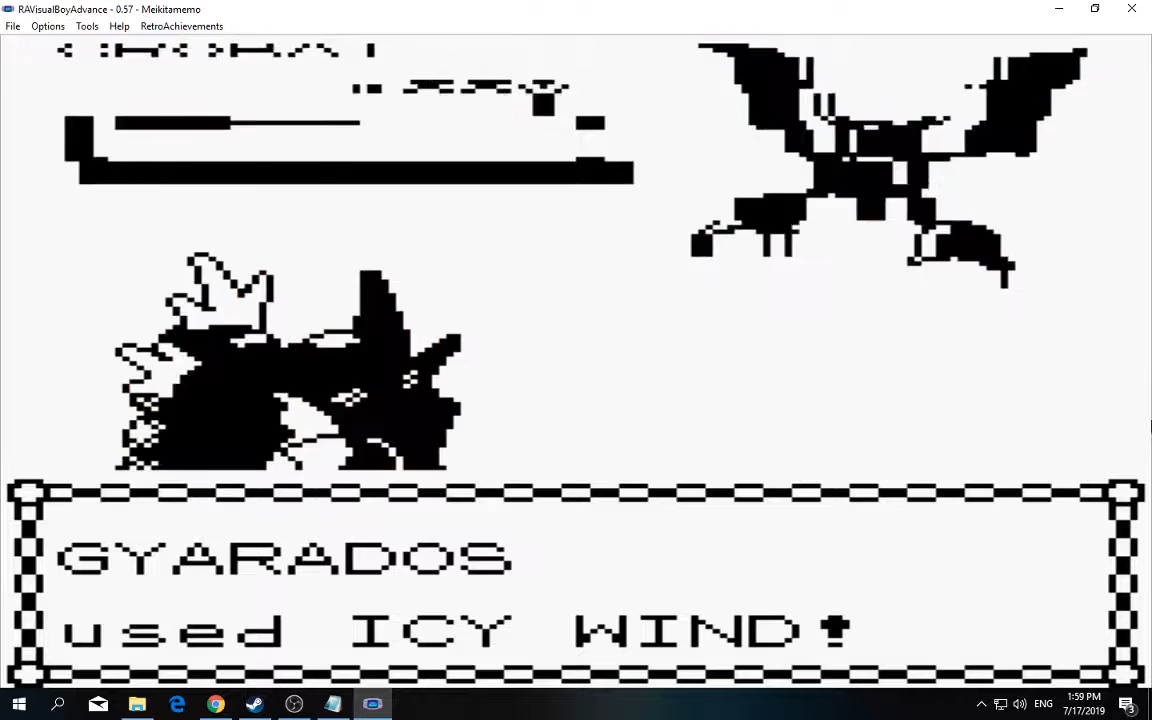 RAVisualBoyAdvance - 0.57 - Meikitamemo
File Options Tools Help RetroAchievements
GYARADOS
used ICY WIND!
ENG
1:59 PM
7/17/2019
3